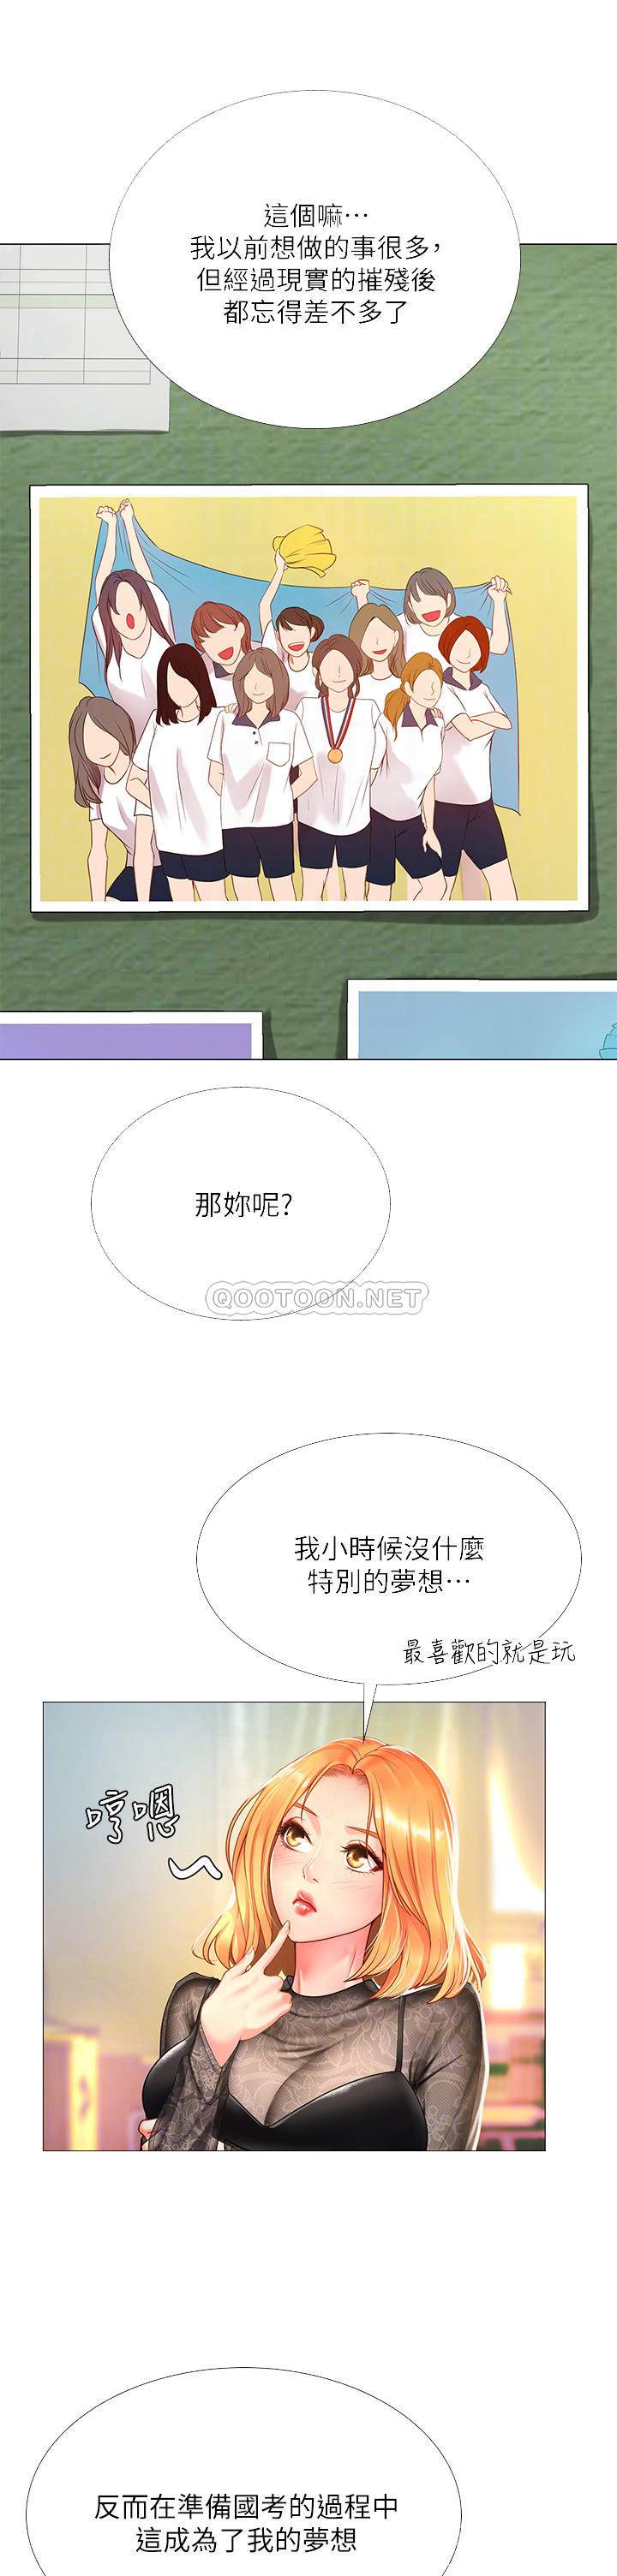 這個嘛…
我以前想做的事很多,
但經過現實的摧殘後
都忘得差不多了
那妳呢?
QOOTOON.NET
我小時候沒什麼
特別的夢想…
最喜歡的就是玩
哼嗯
反而在準備國考的過程中
這成為了我的夢想